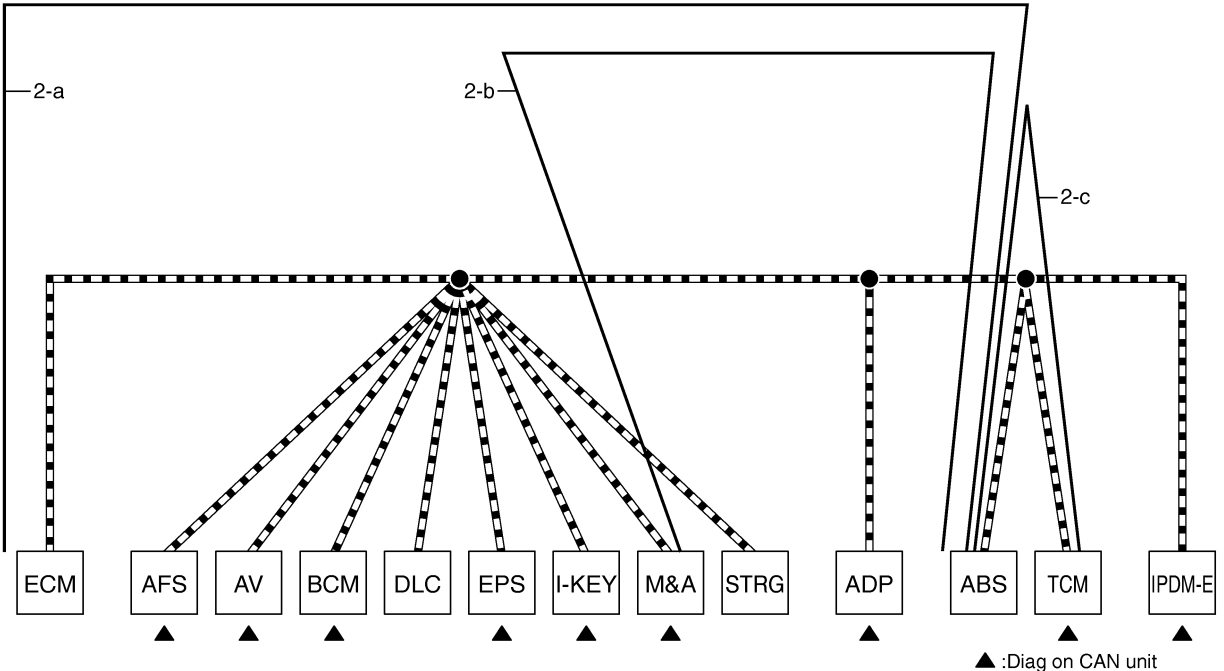 2-a
2-b
2-c
ECM
AFS
AV
BCM
DLC
EPS
I-KEY
M&A
STRG
ADP
ABS
TCM
IPDM-E
▲ :Diag on CAN unit